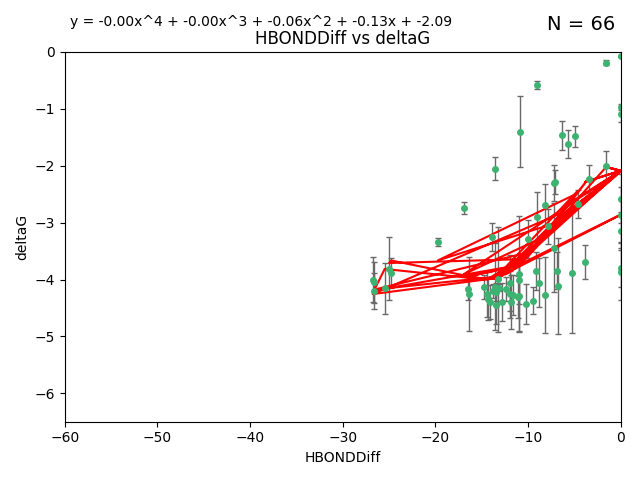 y = -0.00x^4 + -0.00x^3 + -0.06x^2 + -0.13x + -2.09
N = 66
HBONDDiff vs deltaG
0
−1
−2
−3
−4
−5
−6
deltaG
−60 −50 −40 −30 −20 −10 0
HBONDDiff